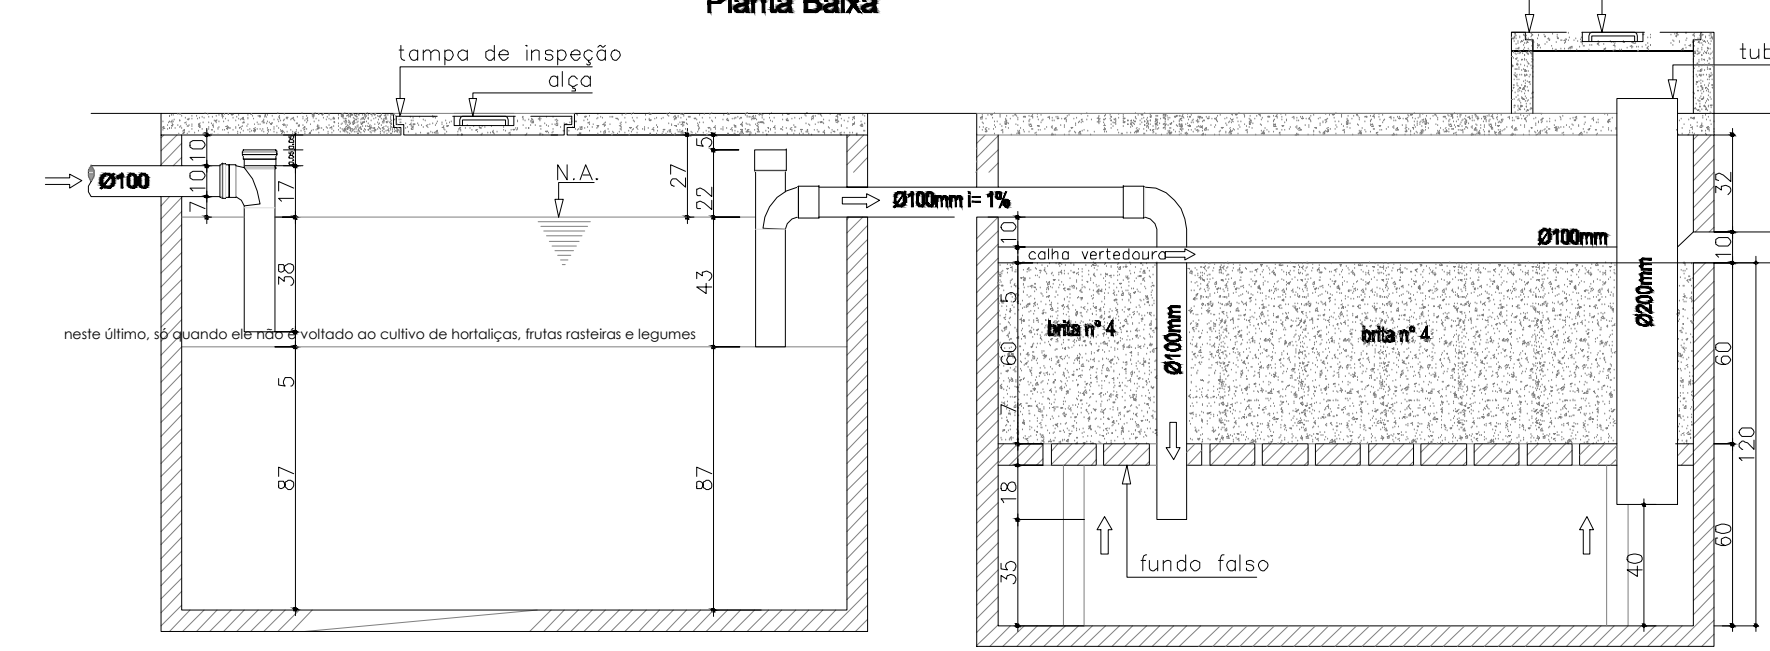 Planta Baixa
tampa de inspeção
alça
tub
Ø100
10
10
7
17
38
5
87
N.A.
27
5
22
43
87
Ø100mm i= 1%
neste último, só quando ele não é voltado ao cultivo de hortaliças, frutas rasteiras e legumes
10
calha vertedoura
5
60
7
18
35
brita n° 4
Ø100mm
brita n° 4
Ø100mm
Ø200mm
fundo falso
40
32
10
60
60
120